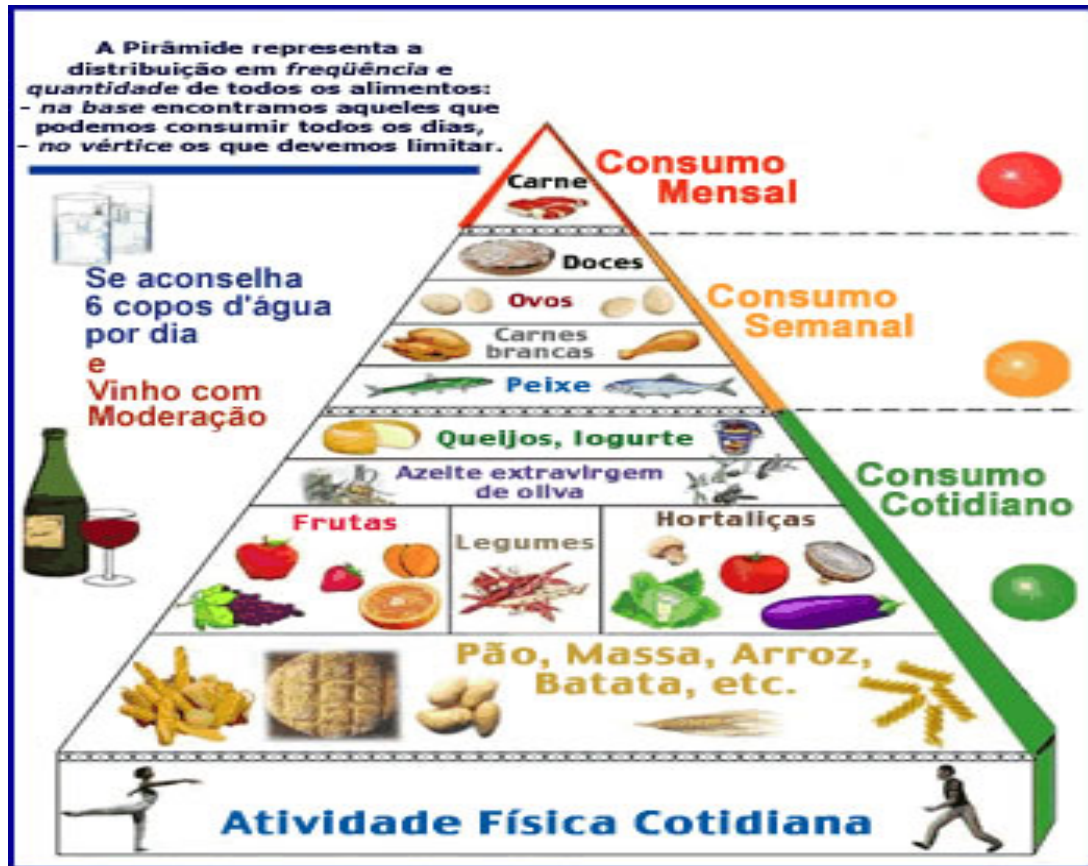 A Pirâmide representa a
distribuição em freqüência e
quantidade de todos os alimentos:
- na base encontramos aqueles que
podemos consumir todos os dias,
- no vértice os que devemos limitar.
Carne
Consumo
Mensal
Doces
Ovos
Carnes
brancas
Peixe
Consumo
Semanal
Se aconselha
6 copos d'água
por dia
e
Vinho com
Moderação
Queijos, Iogurte
Azeite extravirgem
de oliva
Consumo
Cotidiano
Frutas
Legumes
Hortaliças
Pão, Massa, Arroz,
Batata, etc.
Atividade Física Cotidiana